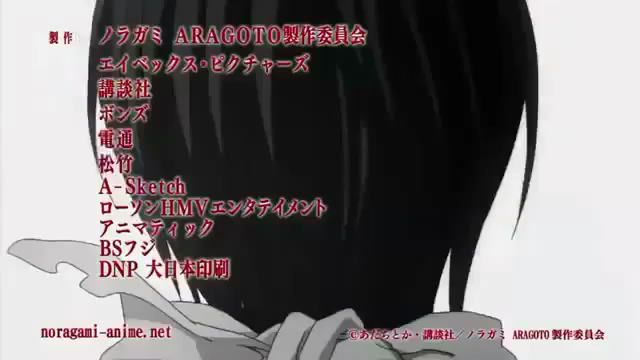 製作 ノラガミ ARAGOTO製作委員会
エイベックス・ピクチャーズ
講談社
ボンズ
電通
松竹
A-Sketch
ローソンHMVエンタテイメント
アニマティック
BSフジ
DNP 大日本印刷
noragami-anime.net
©あだちとか・講談社／ノラガミ ARAGOTO製作委員会